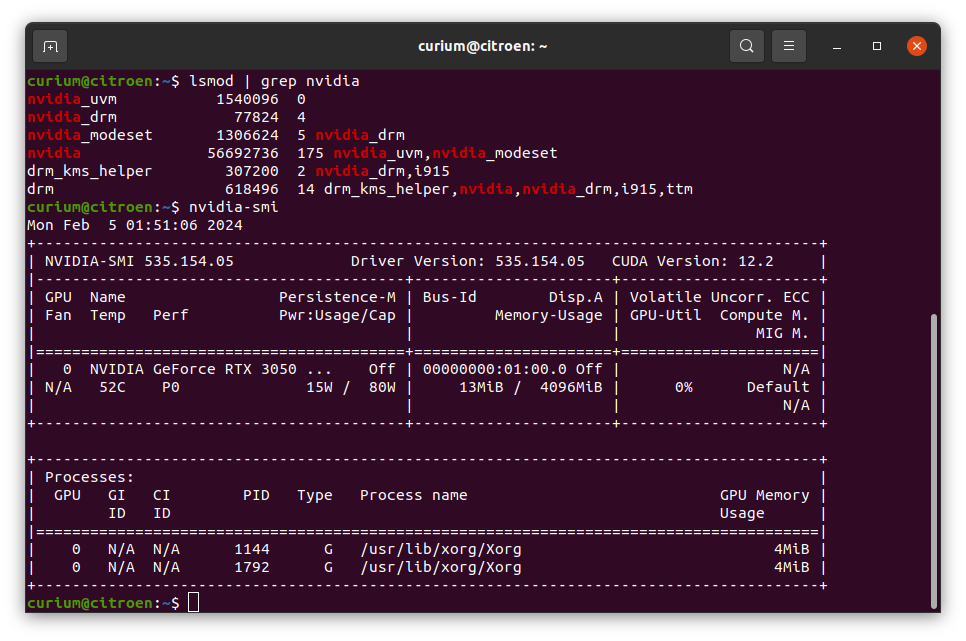 curium@citroen: ~
curium@citroen:~$ lsmod | grep nvidia
nvidia_uvm           1540096  0
nvidia_drm             77824  4
nvidia_modeset       1306624  5 nvidia_drm
nvidia              56692736  175 nvidia_uvm,nvidia_modeset
drm_kms_helper        307200  2 nvidia_drm,i915
drm                   618496  14 drm_kms_helper,nvidia,nvidia_drm,i915,ttm
curium@citroen:~$ nvidia-smi
Mon Feb  5 01:51:06 2024
+---------------------------------------------------------------------------------------+
| NVIDIA-SMI 535.154.05             Driver Version: 535.154.05   CUDA Version: 12.2     |
|-----------------------------------------+----------------------+----------------------+
| GPU  Name                 Persistence-M | Bus-Id        Disp.A | Volatile Uncorr. ECC |
| Fan  Temp   Perf          Pwr:Usage/Cap |         Memory-Usage | GPU-Util  Compute M. |
|                                         |                      |               MIG M. |
|=========================================+======================+======================|
|   0  NVIDIA GeForce RTX 3050 ...    Off | 00000000:01:00.0 Off |                  N/A |
| N/A   52C    P0              15W /  80W |     13MiB /  4096MiB |      0%      Default |
|                                         |                      |                  N/A |
+-----------------------------------------+----------------------+----------------------+
+---------------------------------------------------------------------------------------+
| Processes:                                                                            |
|  GPU   GI   CI        PID   Type   Process name                            GPU Memory |
|        ID   ID                                                             Usage      |
|=======================================================================================|
|    0   N/A  N/A      1144      G   /usr/lib/xorg/Xorg                            4MiB |
|    0   N/A  N/A      1792      G   /usr/lib/xorg/Xorg                            4MiB |
+---------------------------------------------------------------------------------------+
curium@citroen:~$